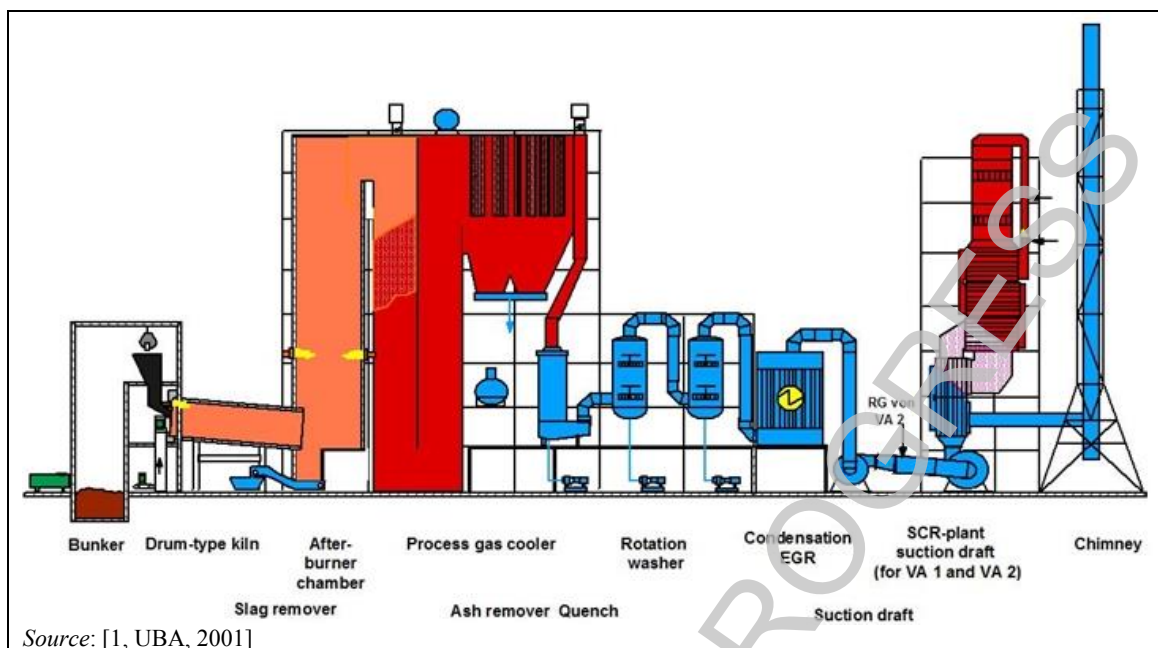 RG von
VA 2
Bunker
Drum-type kiln
After-
burner
chamber
Process gas cooler
Rotation
washer
Condensation
EGR
SCR-plant
suction draft
(for VA 1 and VA 2)
Chimney
Slag remover
Ash remover Quench
Suction draft
Source: [1, UBA, 2001]
ROGRESS